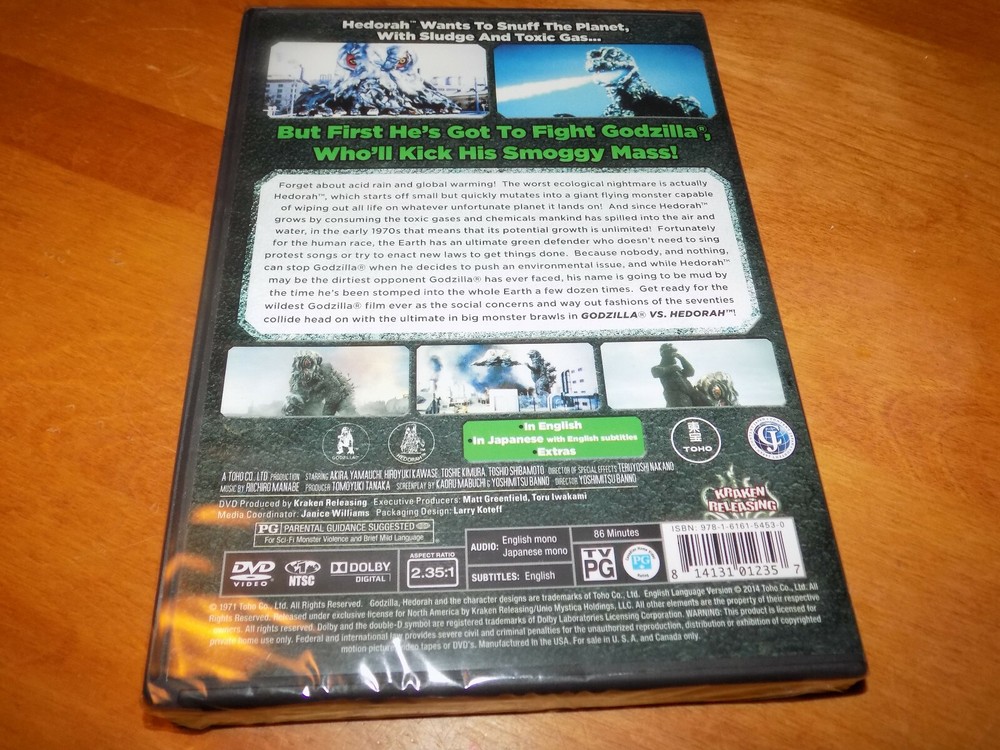 Hedorah™ Wants To Snuff The Planet,
With Sludge And Toxic Gas...
But First He's Got To Fight Godzilla®,
Who'll Kick His Smoggy Mass!
Forget about acid rain and global warming! The worst ecological nightmare is actually
Hedorah™, which starts off small but quickly mutates into a giant flying monster capable
of wiping out all life on whatever unfortunate planet it lands on! And since Hedorah™
grows by consuming the toxic gases and chemicals mankind has spilled into the air and
water, in the early 1970s that means that its potential growth is unlimited! Fortunately
for the human race, the Earth has an ultimate green defender who doesn't need to sing
protest songs or try to enact new laws to get things done. Because nobody, and nothing,
can stop Godzilla® when he decides to push an environmental issue, and while Hedorah™
may be the dirtiest opponent Godzilla® has ever faced, his name is going to be mud by
the time he's been stomped into the whole Earth a few dozen times. Get ready for the
wildest Godzilla® film ever as the social concerns and way out fashions of the seventies
collide head on with the ultimate in big monster brawls in GODZILLA® VS. HEDORAH™!
•In English
•In Japanese with English subtitles
•Extras
GODZILLA
HEDORAH
東宝
TOHO
A TOHO CO., LTD. PRODUCTION STARRING AKIRA YAMAUCHI, HIROYUKI KAWASE, TOSHIE KIMURA, TOSHIO SHIBAMOTO DIRECTOR OF SPECIAL EFFECTS TERUYOSHI NAKANO
MUSIC BY RIICHIRO MANABE PRODUCER TOMOYUKI TANAKA SCREENPLAY BY KAORU MABUCHI & YOSHIMITSU BANNO DIRECTOR YOSHIMITSU BANNO
DVD Produced by Kraken Releasing Executive Producers: Matt Greenfield, Toru Iwakami
Media Coordinator: Janice Williams Packaging Design: Larry Koteff
KRAKEN
RELEASING
PG PARENTAL GUIDANCE SUGGESTED
For Sci-Fi Monster Violence and Brief Mild Language
DVD
VIDEO
NTSC
DOLBY
DIGITAL
ASPECT RATIO
2.35:1
AUDIO: English mono
Japanese mono
SUBTITLES: English
86 Minutes
TV
PG
PG
ISBN: 978-1-6161-5453-0
8 14131 01235 7
© 1971 Toho Co., Ltd. All Rights Reserved. Godzilla, Hedorah and the character designs are trademarks of Toho Co., Ltd. English Language Version © 2014 Toho Co., Ltd. All
Rights Reserved. Released under exclusive license for North America by Kraken Releasing/Unio Mystica Holdings, LLC. All other elements are the property of their respective
owners. All rights reserved. Dolby and the double-D symbol are registered trademarks of Dolby Laboratories Licensing Corporation. WARNING: This product is licensed for
private home use only. Federal and international law provides severe civil and criminal penalties for the unauthorized reproduction, distribution or exhibition of copyrighted
motion picture, video tapes or DVD's. Manufactured in the USA. For sale in U. S. A. and Canada only.